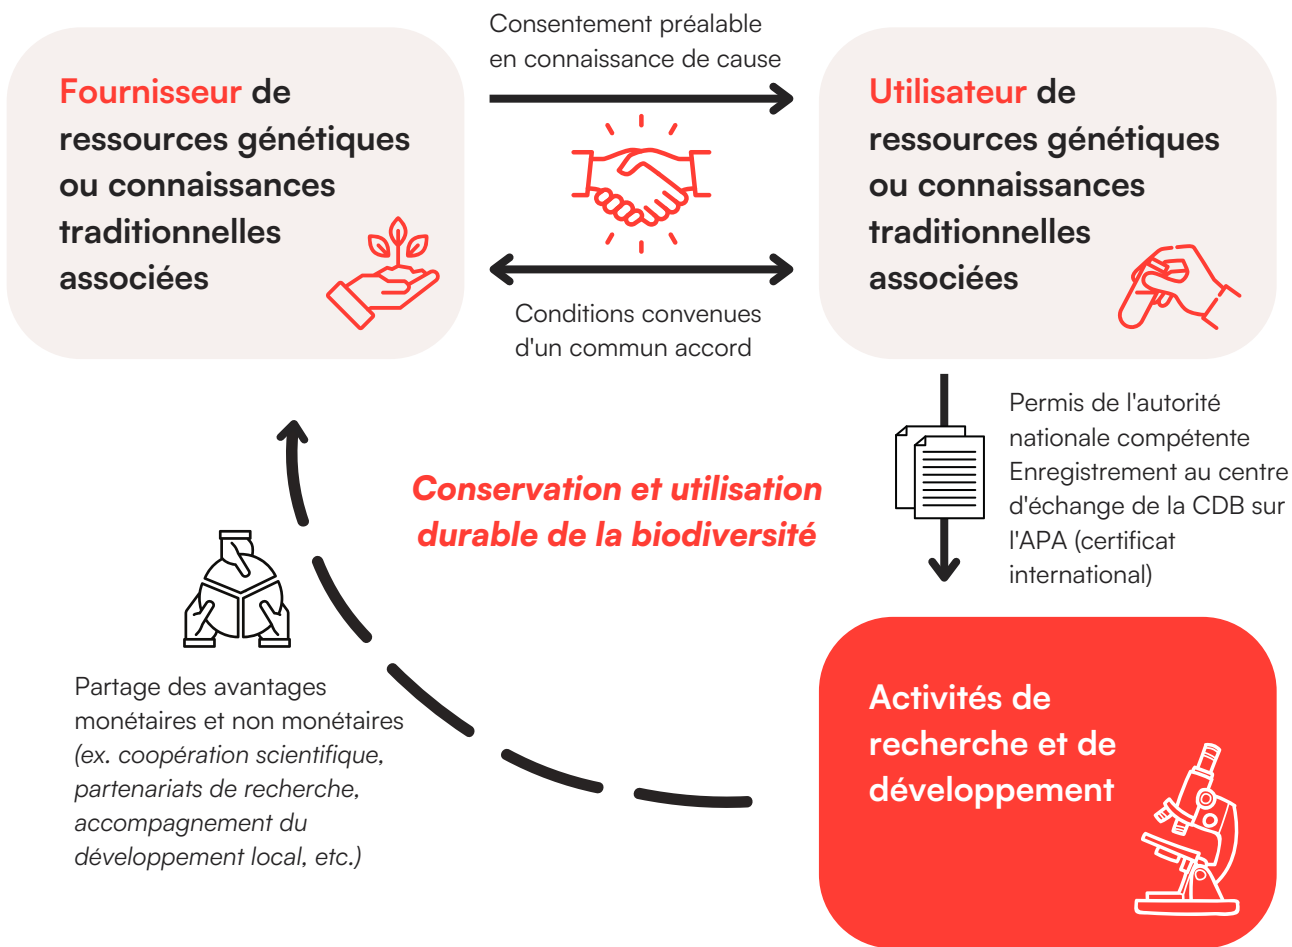 Consentement préalable
en connaissance de cause
Fournisseur de
ressources génétiques
ou connaissances
traditionnelles
associées
Utilisateur de
ressources génétiques
ou connaissances
traditionnelles
associées
Conditions convenues
d'un commun accord
Permis de l'autorité
nationale compétente
Enregistrement au centre
d'échange de la CDB sur
l'APA (certificat
international)
Conservation et utilisation
durable de la biodiversité
Partage des avantages
monétaires et non monétaires
(ex. coopération scientifique,
partenariats de recherche,
accompagnement du
développement local, etc.)
Activités de
recherche et de
développement